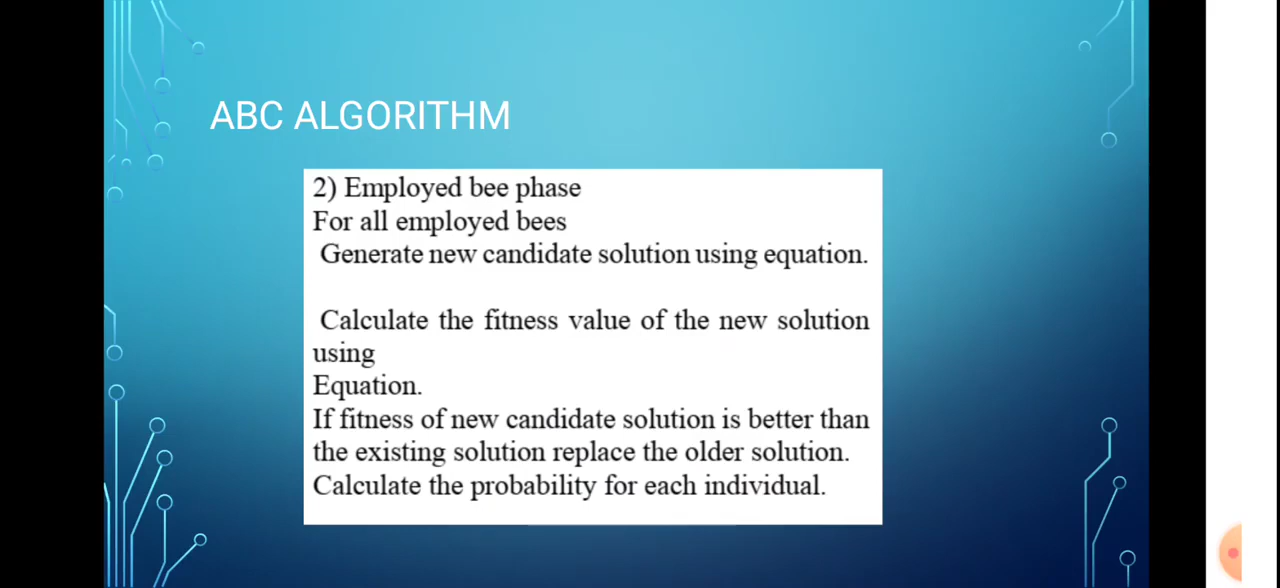 ABC ALGORITHM
2) Employed bee phase
For all employed bees
Generate new candidate solution using equation.
Calculate the fitness value of the new solution
using
Equation.
If fitness of new candidate solution is better than
the existing solution replace the older solution.
Calculate the probability for each individual.